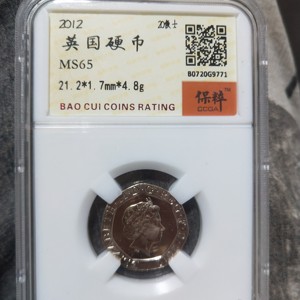 2012
英国硬币
MS65
21.2*1.7mm*4.8g
B0720G9771
BAO CUI COINS RATING
保粹
TM